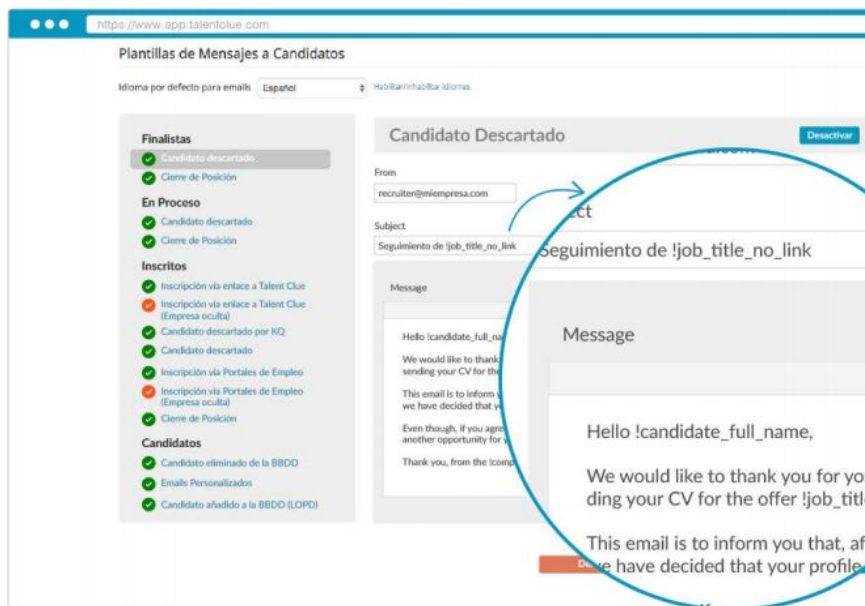 https://www.app.talentclue.com
Plantillas de Mensajes a Candidatos
Idioma por defecto para emails Español Habilitar/Inhabilitar Idiomas
Finalistas
Candidato descartado
Cierre de Posición
En Proceso
Candidato descartado
Cierre de Posición
Inscritos
Inscripción vía enlace a Talent Clue
Inscripción vía enlace a Talent Clue
(Empresa oculta)
Candidato descartado por KQ
Candidato descartado
Inscripción vía Portales de Empleo
Inscripción vía Portales de Empleo
(Empresa oculta)
Cierre de Posición
Candidatos
Candidato eliminado de la BBDD
Emails Personalizados
Candidato añadido a la BBDD (LOPD)
Candidato Descartado
Desactivar
From
recruiter@miempresa.com
Subject
Seguimiento de !job_title_no_link
Message
Hello !candidate_full_na
We would like to thank
sending your CV for the
This email is to inform y
we have decided that yo
Even though, if you agre
another opportunity for y
Thank you, from the !comp
ect
Seguimiento de !job_title_no_link
Message
Hello !candidate_full_name,
We would like to thank you for yo
ding your CV for the offer !job_titl
This email is to inform you that, af
we have decided that your profile